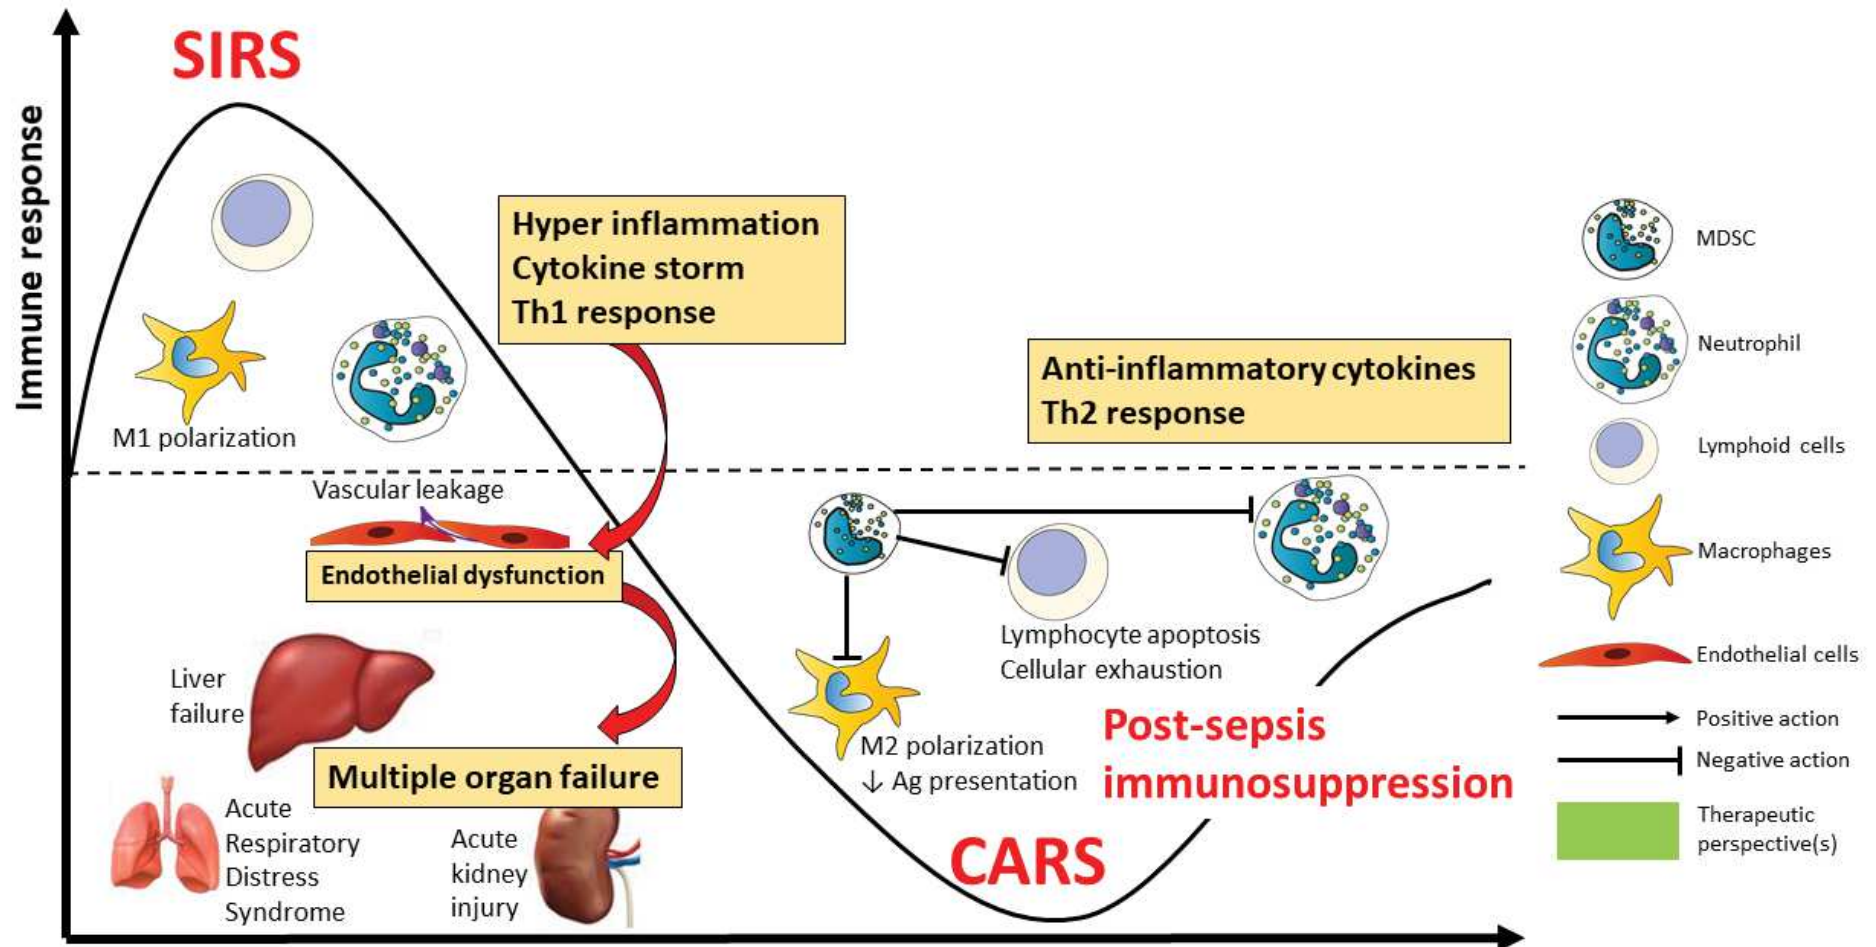 SIRS
Immune response
Hyper inflammation
Cytokine storm
Th1 response
M1 polarization
Anti-inflammatory cytokines
Th2 response
Vascular leakage
Endothelial dysfunction
Liver
failure
Multiple organ failure
Acute
Respiratory
Distress
Syndrome
Acute
kidney
injury
Lymphocyte apoptosis
Cellular exhaustion
M2 polarization
↓ Ag presentation
Post-sepsis
immunosuppression
CARS
MDSC
Neutrophil
Lymphoid cells
Macrophages
Endothelial cells
Positive action
Negative action
Therapeutic
perspective(s)